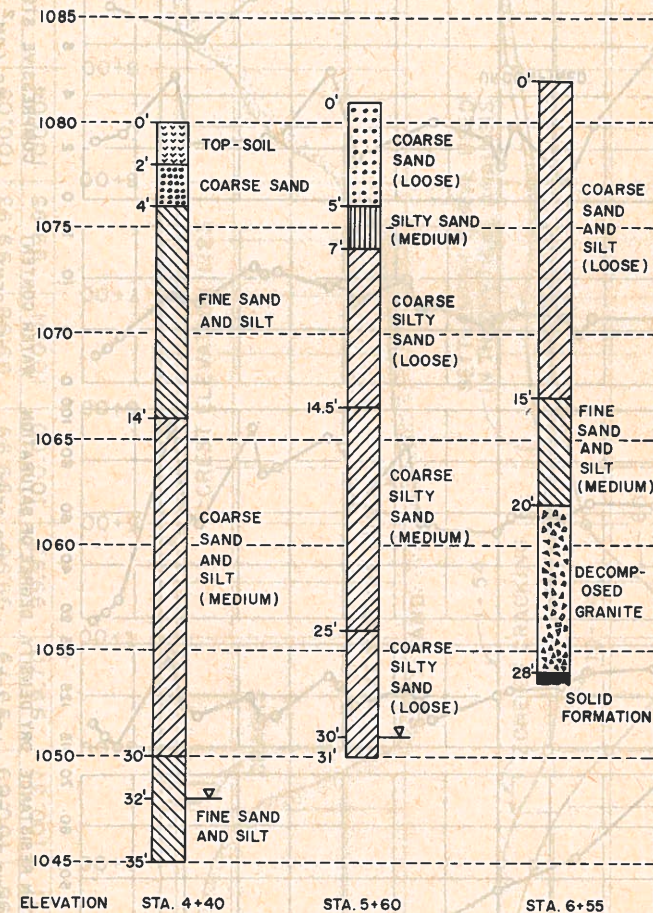 1085
1080
1075
1070
1065
1060
1055
1050
1045
0'
2'
4'
14'
30'
32'
35'
TOP-SOIL
COARSE SAND
FINE SAND
AND SILT
COARSE
SAND
AND
SILT
(MEDIUM)
FINE SAND
AND SILT
0'
5'
7'
14.5'
25'
30'
31'
COARSE
SAND
(LOOSE)
SILTY SAND
(MEDIUM)
COARSE
SILTY
SAND
(LOOSE)
COARSE
SILTY
SAND
(MEDIUM)
COARSE
SILTY
SAND
(LOOSE)
0'
15'
20'
28'
COARSE
SAND
AND
SILT
(LOOSE)
FINE
SAND
AND
SILT
(MEDIUM)
DECOMP-
OSED
GRANITE
SOLID
FORMATION
ELEVATION STA. 4+40 STA. 5+60 STA. 6+55